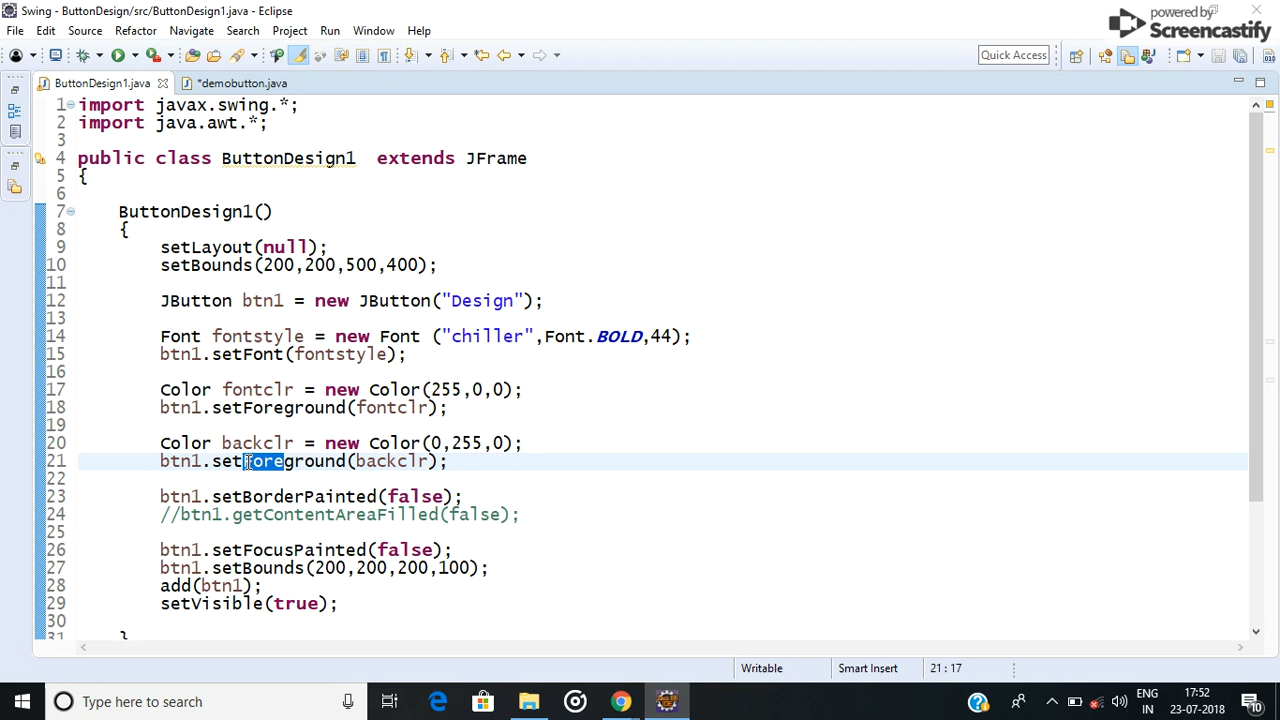 Swing - ButtonDesign/src/ButtonDesign1.java - Eclipse
powered by
Screencastify
File Edit Source Refactor Navigate Search Project Run Window Help
Quick Access
ButtonDesign1.java *demobutton.java
1 import javax.swing.*;
2 import java.awt.*;
3
4 public class ButtonDesign1 extends JFrame
5 {
6
7 ButtonDesign1()
8 {
9 setLayout(null);
10 setBounds(200,200,500,400);
11
12 JButton btn1 = new JButton("Design");
13
14 Font fontstyle = new Font ("chiller",Font.BOLD,44);
15 btn1.setFont(fontstyle);
16
17 Color fontclr = new Color(255,0,0);
18 btn1.setForeground(fontclr);
19
20 Color backclr = new Color(0,255,0);
21 btn1.setForeground(backclr);
22
23 btn1.setBorderPainted(false);
24 //btn1.getContentAreaFilled(false);
25
26 btn1.setFocusPainted(false);
27 btn1.setBounds(200,200,200,100);
28 add(btn1);
29 setVisible(true);
30
31 }
Writable Smart Insert 21 : 17
Type here to search
ENG 17:52
IN 23-07-2018 10